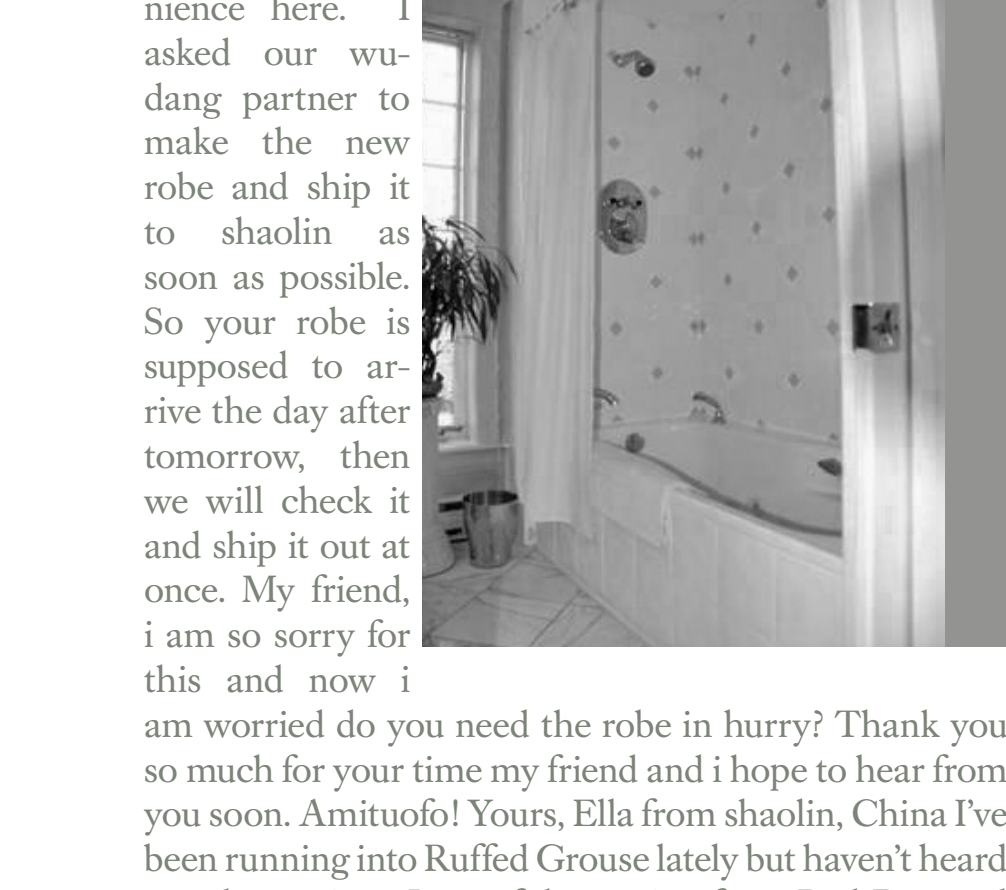 nience here. I
asked our wu-
dang partner to
make the new
robe and ship it
to shaolin as
soon as possible.
So your robe is
supposed to ar-
rive the day after
tomorrow, then
we will check it
and ship it out at
once. My friend,
i am so sorry for
this and now i
am worried do you need the robe in hurry? Thank you
so much for your time my friend and i hope to hear from
you soon. Amituofo! Yours, Ella from shaolin, China I've
been running into Ruffed Grouse lately but haven't heard